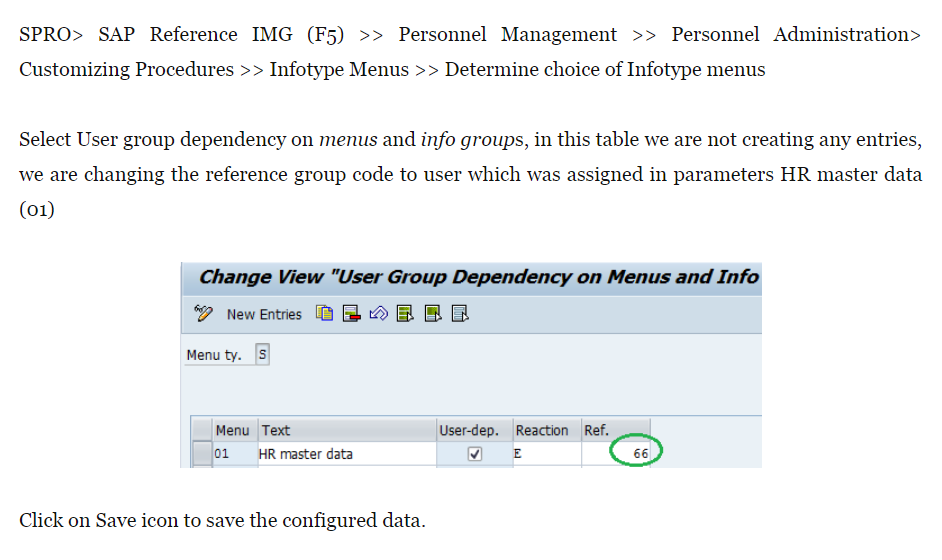 SPRO> SAP Reference IMG (F5) >> Personnel Management >> Personnel Administration>
Customizing Procedures >> Infotype Menus >> Determine choice of Infotype menus
Select User group dependency on menus and info groups, in this table we are not creating any entries,
we are changing the reference group code to user which was assigned in parameters HR master data
(01)
Change View "User Group Dependency on Menus and Info
New Entries
Menu ty. S
Menu Text User-dep. Reaction Ref.
01 HR master data E 66
Click on Save icon to save the configured data.